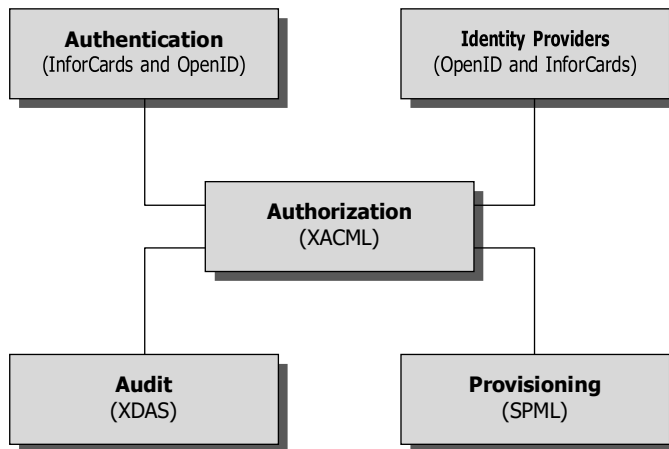 Authentication
(InforCards and OpenID)
Identity Providers
(OpenID and InforCards)
Authorization
(XACML)
Audit
(XDAS)
Provisioning
(SPML)